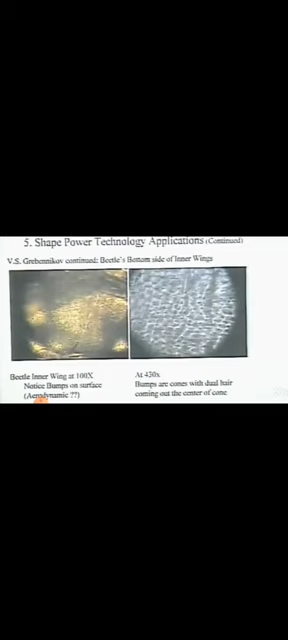 5. Shape Power Technology Applications (Continued)
V.S. Grebennikov continued: Beetle's Bottom side of Inner Wings
Beetle Inner Wing at 100X
Notice Bumps on surface
(Aerodynamic ??)
At 430x
Bumps are cones with dual hair
coming out the center of cone